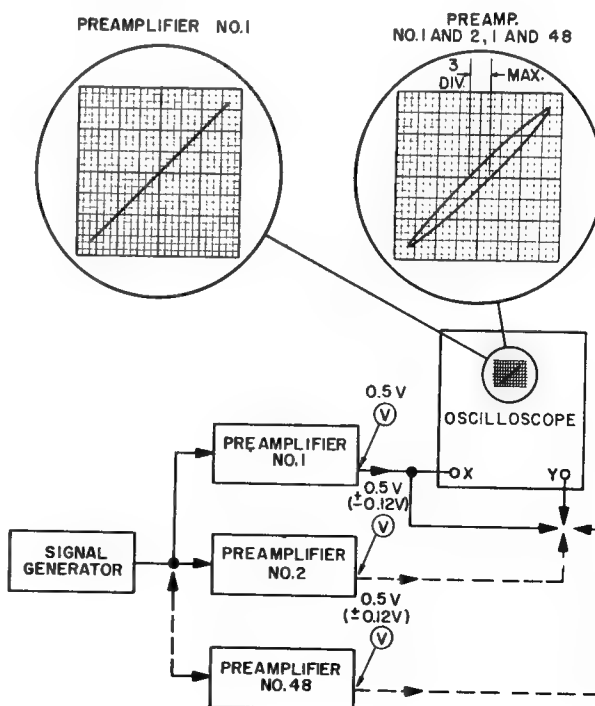 PREAMPLIFIER NO.1
PREAMP.
NO.1 AND 2, 1 AND 48
3
DIV.
MAX.
0.5 V
V
OSCILLOSCOPE
X
Y
PREAMPLIFIER
NO.1
±0.5 V
(±0.12V)
V
SIGNAL
GENERATOR
PREAMPLIFIER
NO.2
0.5 V
(±0.12V)
V
PREAMPLIFIER
NO.48